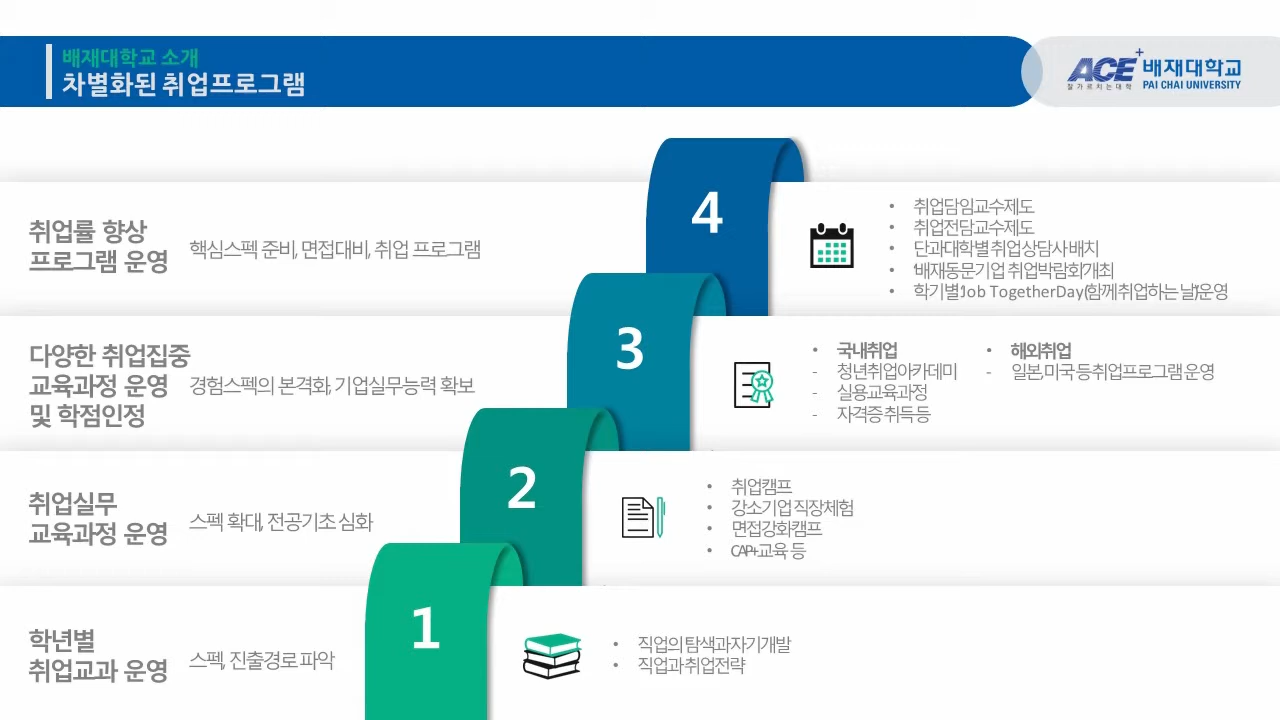 배재대학교 소개
차별화된 취업프로그램
ACE+
잘 가르치는 대학
배재대학교
PAI CHAI UNIVERSITY
4
취업률 향상
프로그램 운영
핵심스펙 준비, 면접대비, 취업 프로그램
• 취업담임교수제도
• 취업전담교수제도
• 단과대학별 취업상담사 배치
• '배재동문기업 취업박람회'개최
• 학기별'Job TogetherDay(함께 취업하는 날)'운영
3
다양한 취업집중
교육과정 운영
및 학점인정
경험스펙의 본격화, 기업실무능력 확보
• 국내취업
- 청년취업아카데미
- 실용교육과정
- 자격증 취득 등
• 해외취업
- 일본,미국 등 취업프로그램 운영
2
취업실무
교육과정 운영
스펙 확대, 전공기초 심화
• 취업캠프
• 강소기업 직장체험
• 면접강화캠프
• CAP+교육 등
1
학년별
취업교과 운영
스펙, 진출경로 파악
• 직업의 탐색과 자기개발
• 직업과 취업전략